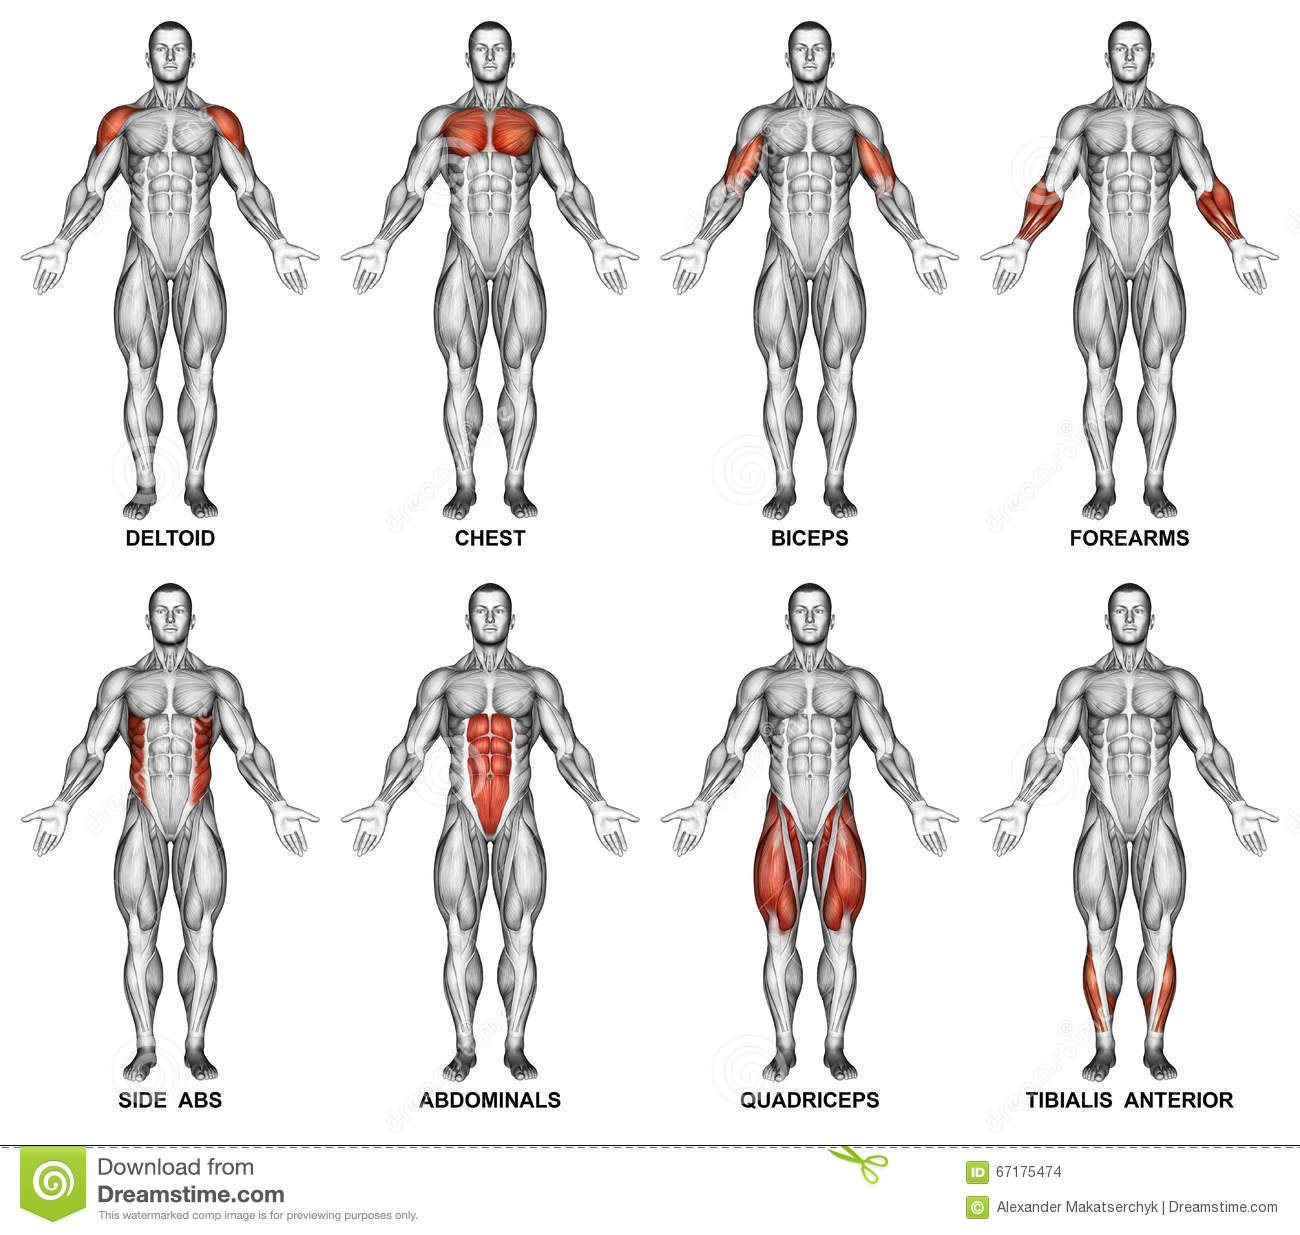 DELTOID
CHEST
BICEPS
FOREARMS
SIDE ABS
ABDOMINALS
QUADRICEPS
TIBIALIS ANTERIOR
Download from
Dreamstime.com
This watermarked comp image is for previewing purposes only.
ID 67175474
© Alexander Makatserchyk | Dreamstime.com